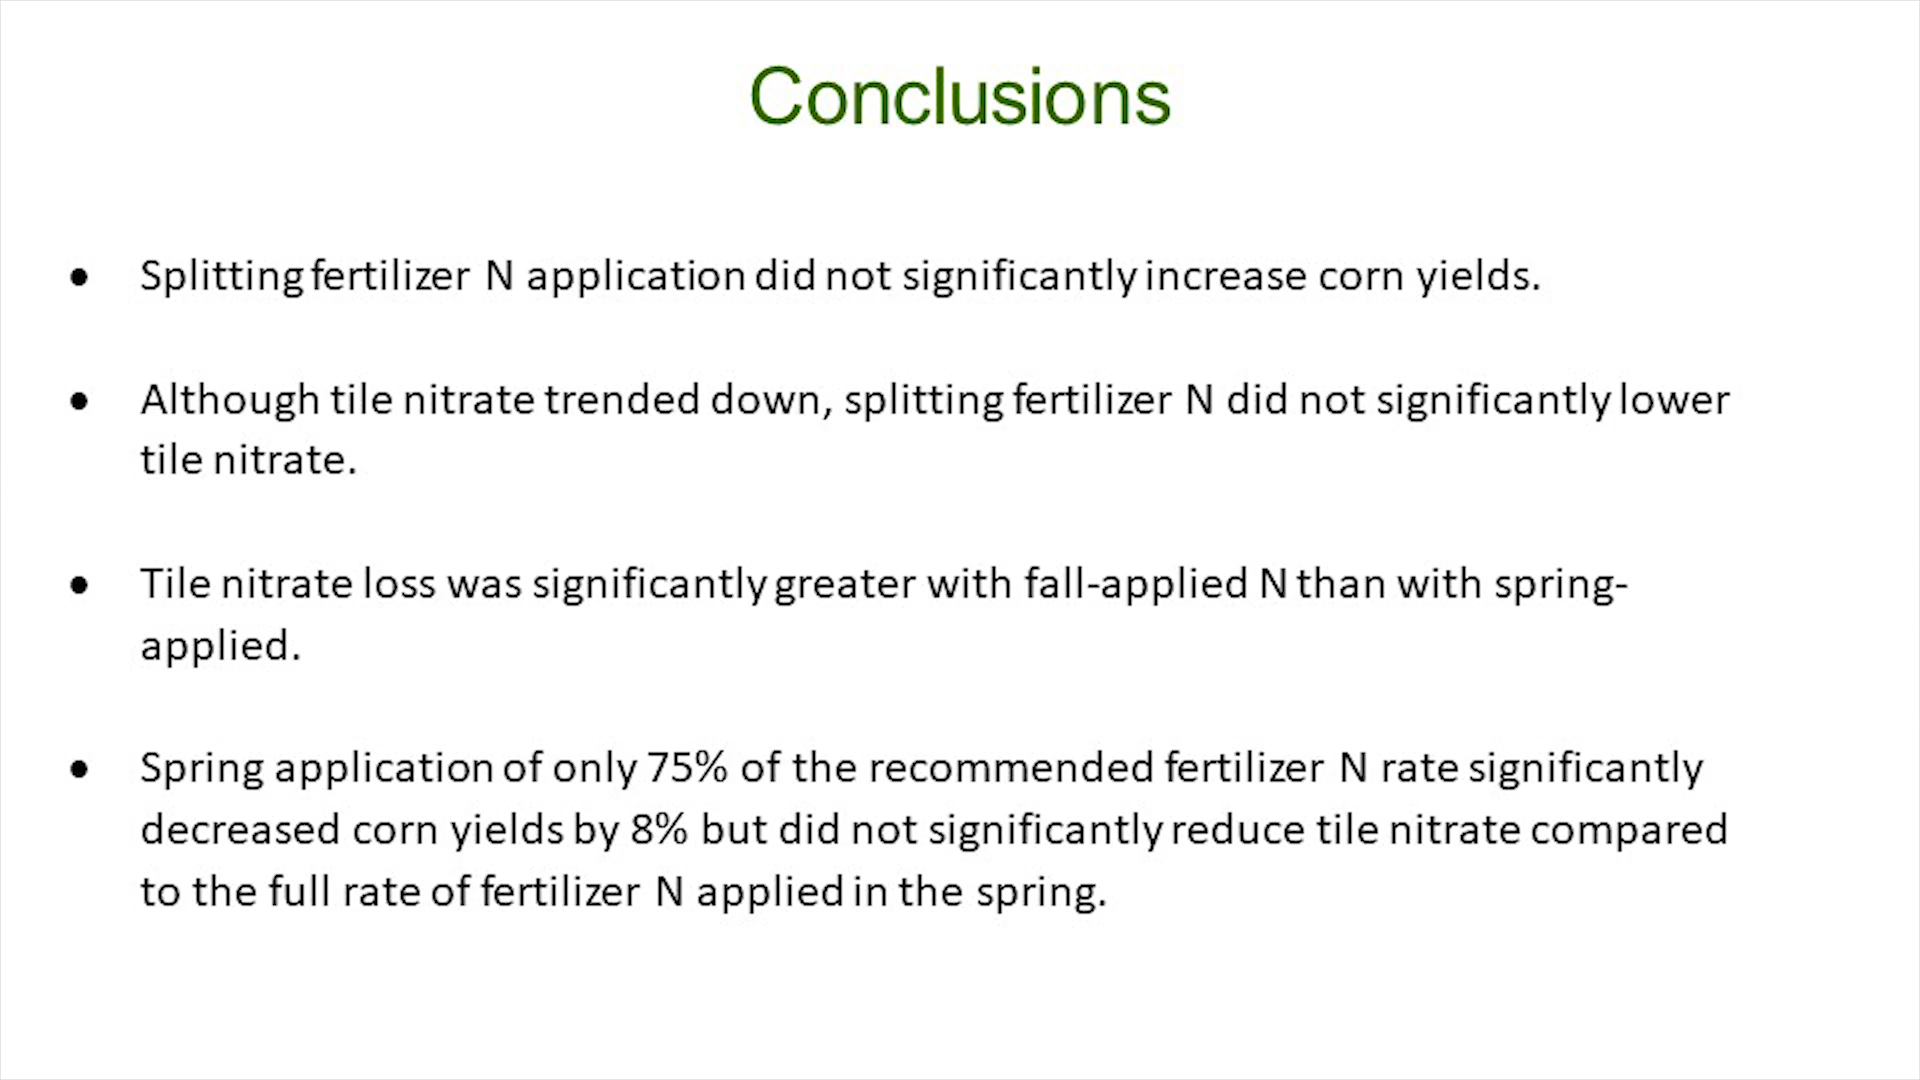 Conclusions
• Splitting fertilizer N application did not significantly increase corn yields.
• Although tile nitrate trended down, splitting fertilizer N did not significantly lower
tile nitrate.
• Tile nitrate loss was significantly greater with fall-applied N than with spring-
applied.
• Spring application of only 75% of the recommended fertilizer N rate significantly
decreased corn yields by 8% but did not significantly reduce tile nitrate compared
to the full rate of fertilizer N applied in the spring.